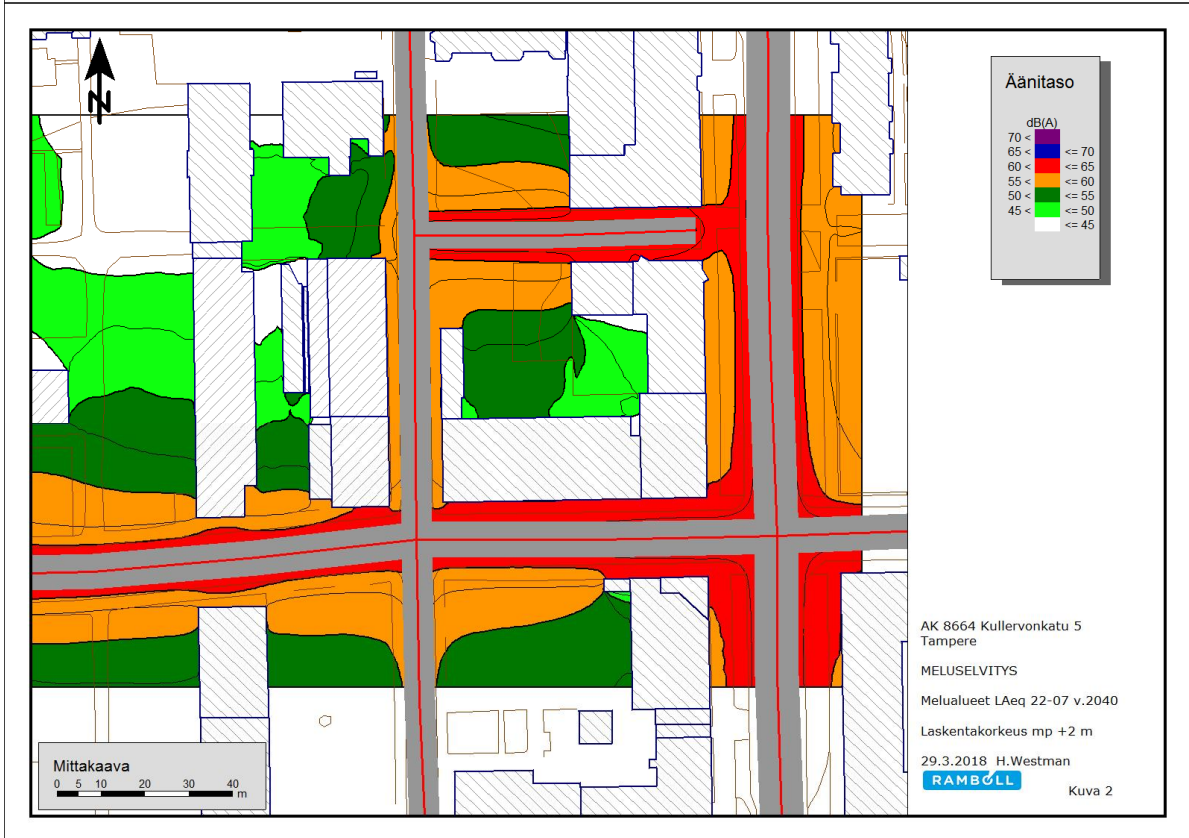 N
Äänitaso
dB(A)
70 <
65 < <= 70
60 < <= 65
55 < <= 60
50 < <= 55
45 < <= 50
<= 45
AK 8664 Kullervonkatu 5
Tampere
MELUSELVITYS
Melualueet LAeq 22-07 v.2040
Laskentakorkeus mp +2 m
29.3.2018 H.Westman
RAMBOLL
Kuva 2
Mittakaava
0 5 10 20 30 40
m